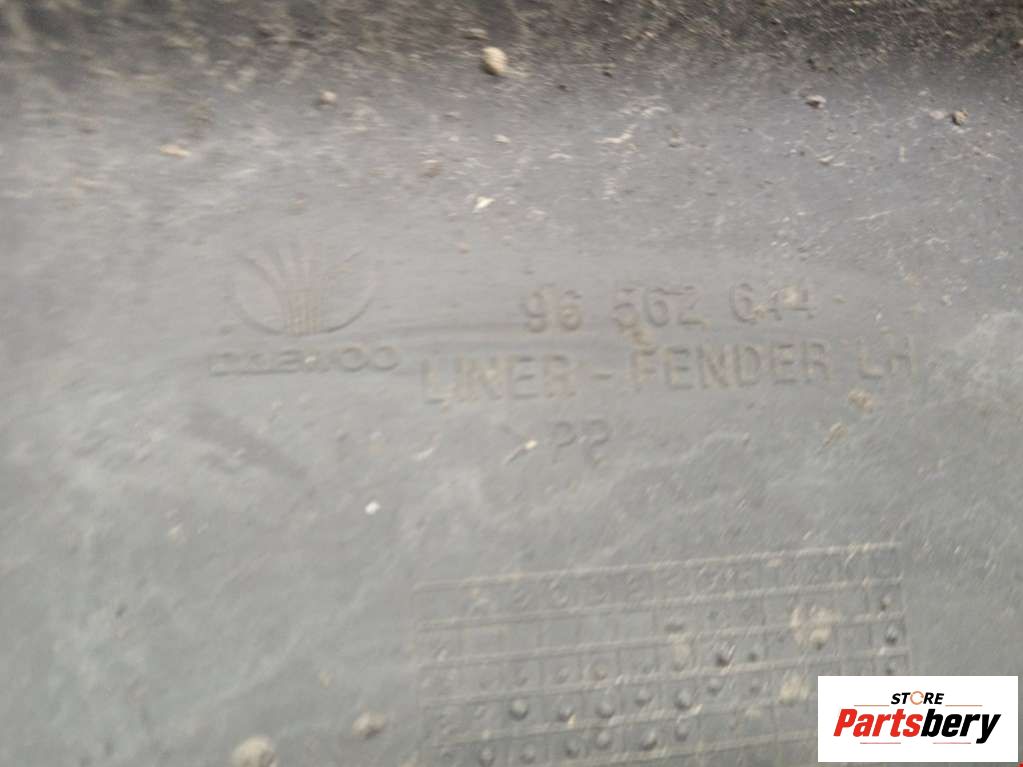 DAEWOO
96 562 644
LINER - FENDER LH
>PP<
STORE
Partsbery